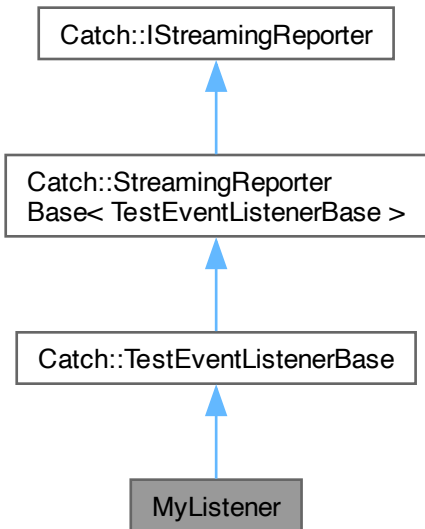 Catch::IStreamingReporter
Catch::StreamingReporter
Base< TestEventListenerBase >
Catch::TestEventListenerBase
MyListener